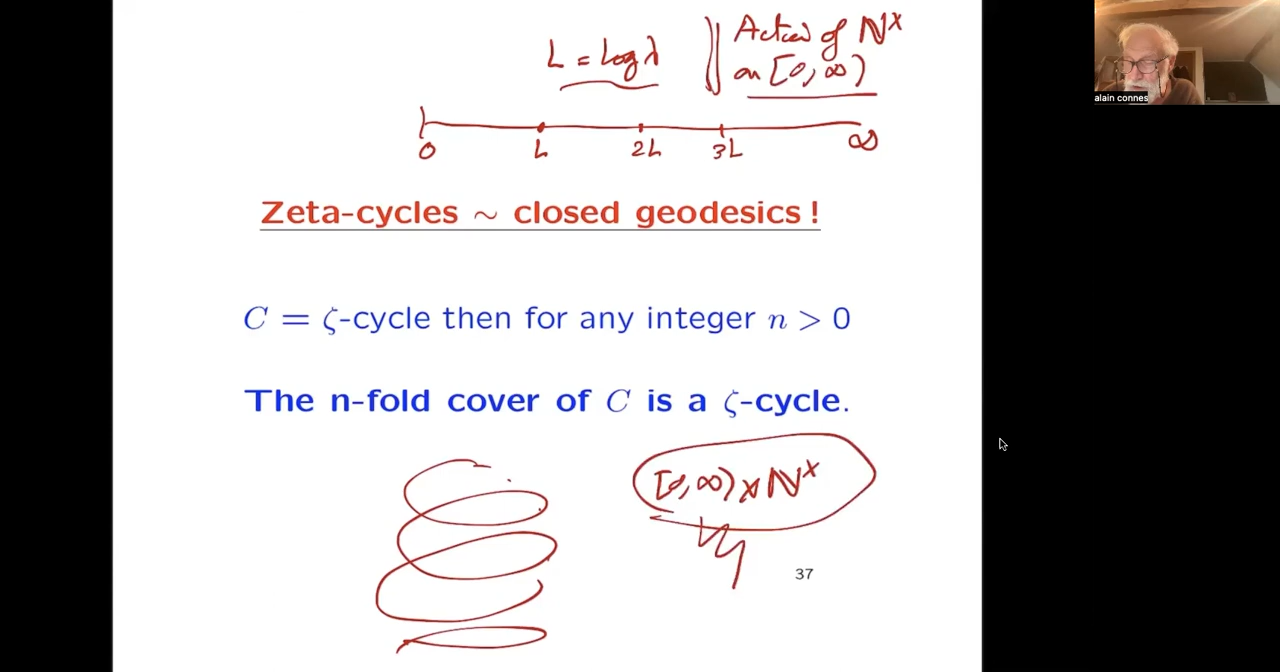 L = Log λ
Action of N×
on [0, ∞)
0 L 2L 3L ∞
Zeta-cycles ∼ closed geodesics !
C = ζ-cycle then for any integer n > 0
The n-fold cover of C is a ζ-cycle.
[0, ∞) ⋊ N×
37
alain connes